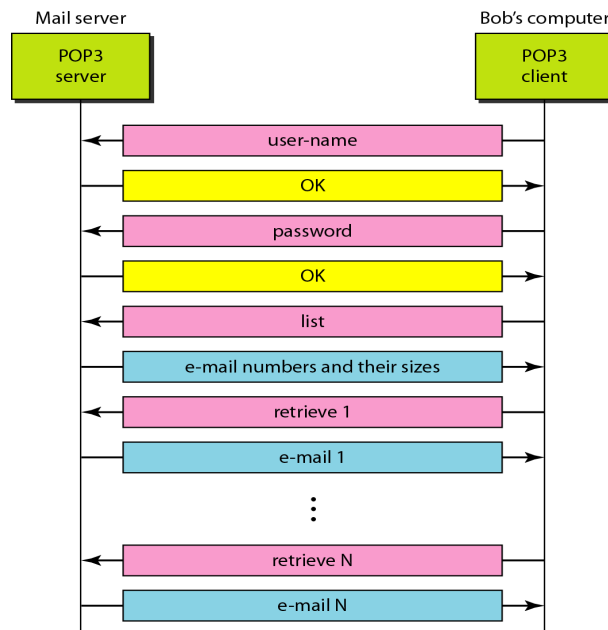 Mail server
Bob's computer
POP3
server
POP3
client
user-name
OK
password
OK
list
e-mail numbers and their sizes
retrieve 1
e-mail 1
retrieve N
e-mail N